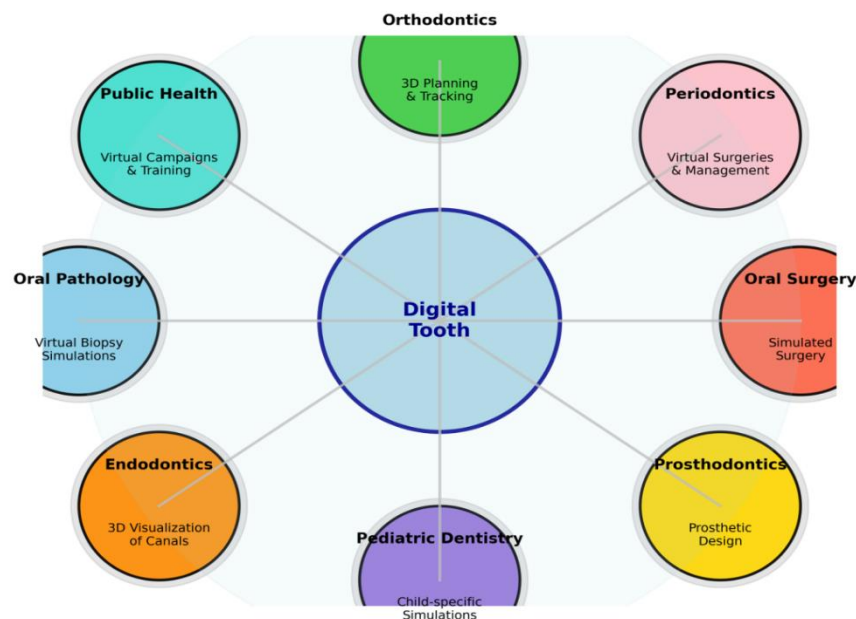 Orthodontics
3D Planning
& Tracking
Public Health
Virtual Campaigns
& Training
Periodontics
Virtual Surgeries
& Management
Oral Pathology
Virtual Biopsy
Simulations
Digital
Tooth
Oral Surgery
Simulated
Surgery
Endodontics
3D Visualization
of Canals
Pediatric Dentistry
Child-specific
Simulations
Prosthodontics
Prosthetic
Design